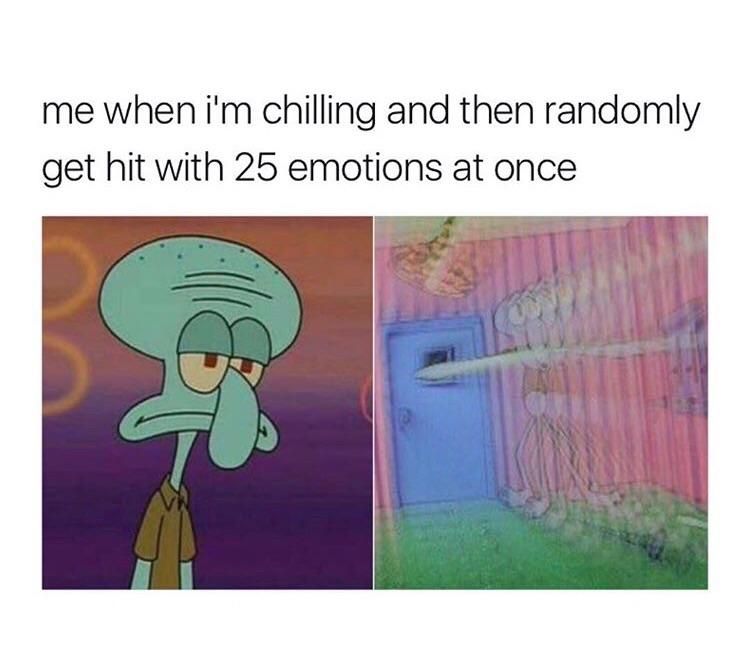 me when i'm chilling and then randomly
get hit with 25 emotions at once